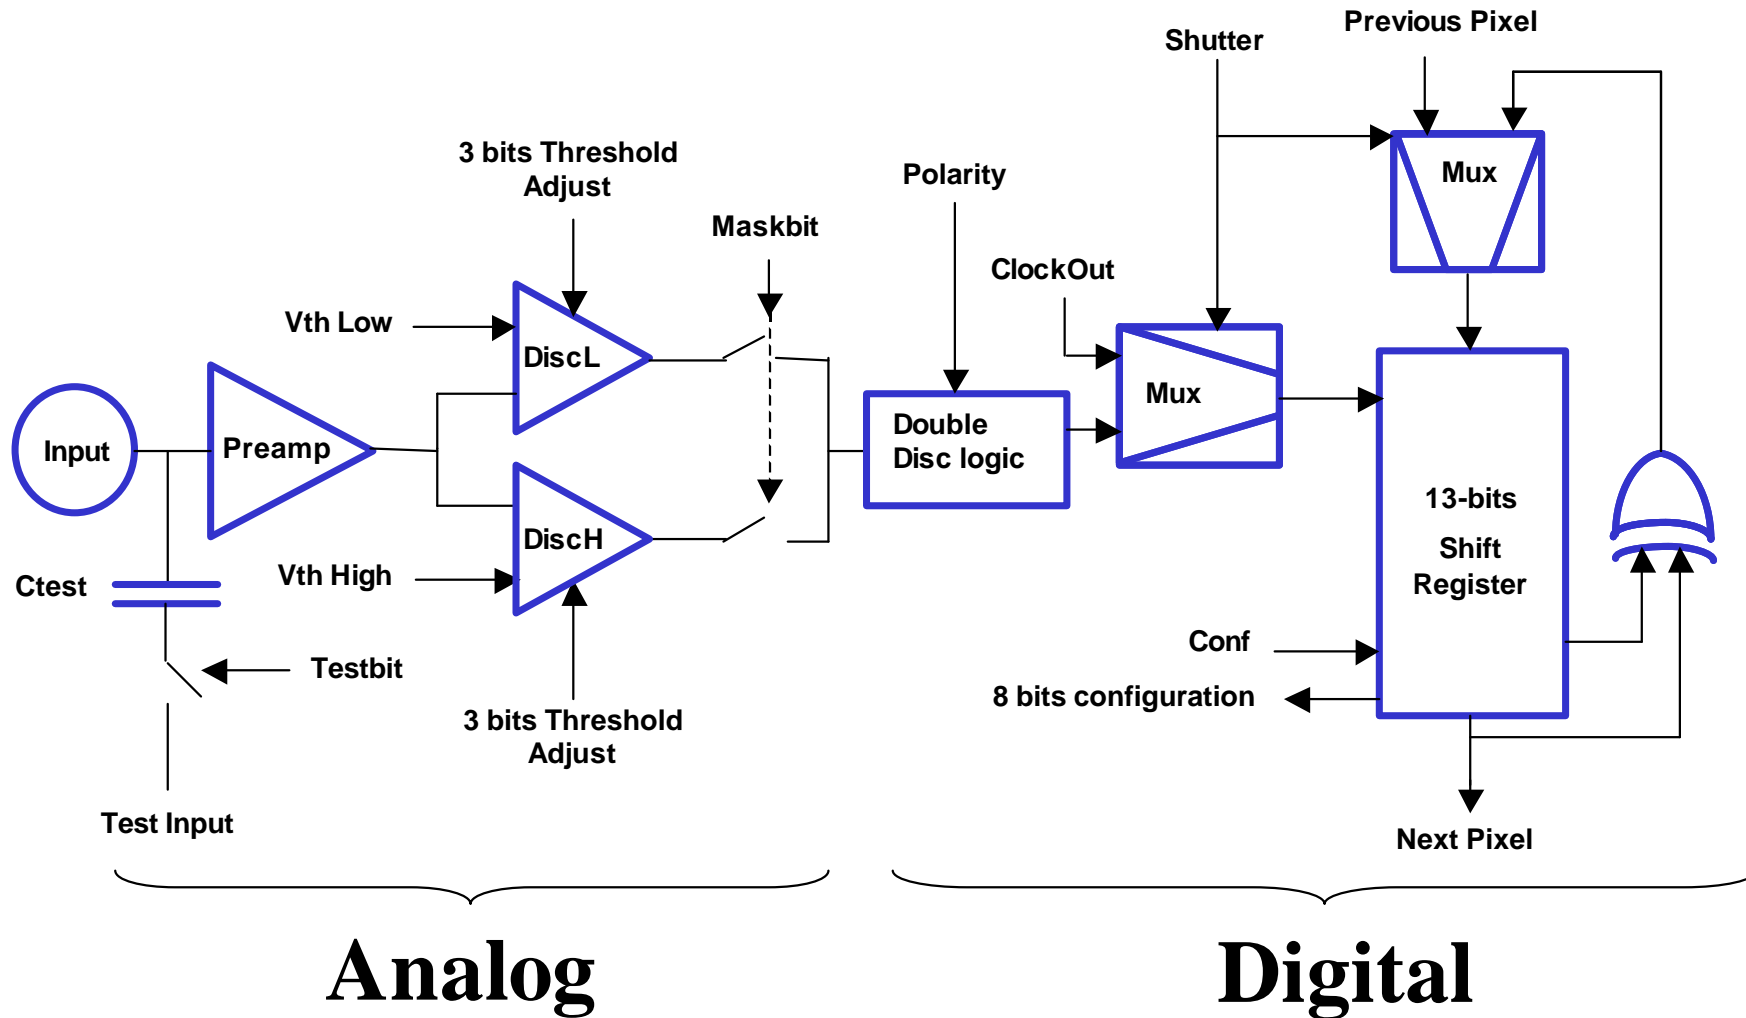 Previous Pixel
Shutter
3 bits Threshold
Adjust
Polarity
Mux
Maskbit
ClockOut
Vth Low
DiscL
Mux
Input
Preamp
Double
Disc logic
13-bits
Shift
Register
DiscH
Vth High
Ctest
Testbit
Conf
8 bits configuration
3 bits Threshold
Adjust
Test Input
Next Pixel
Analog
Digital